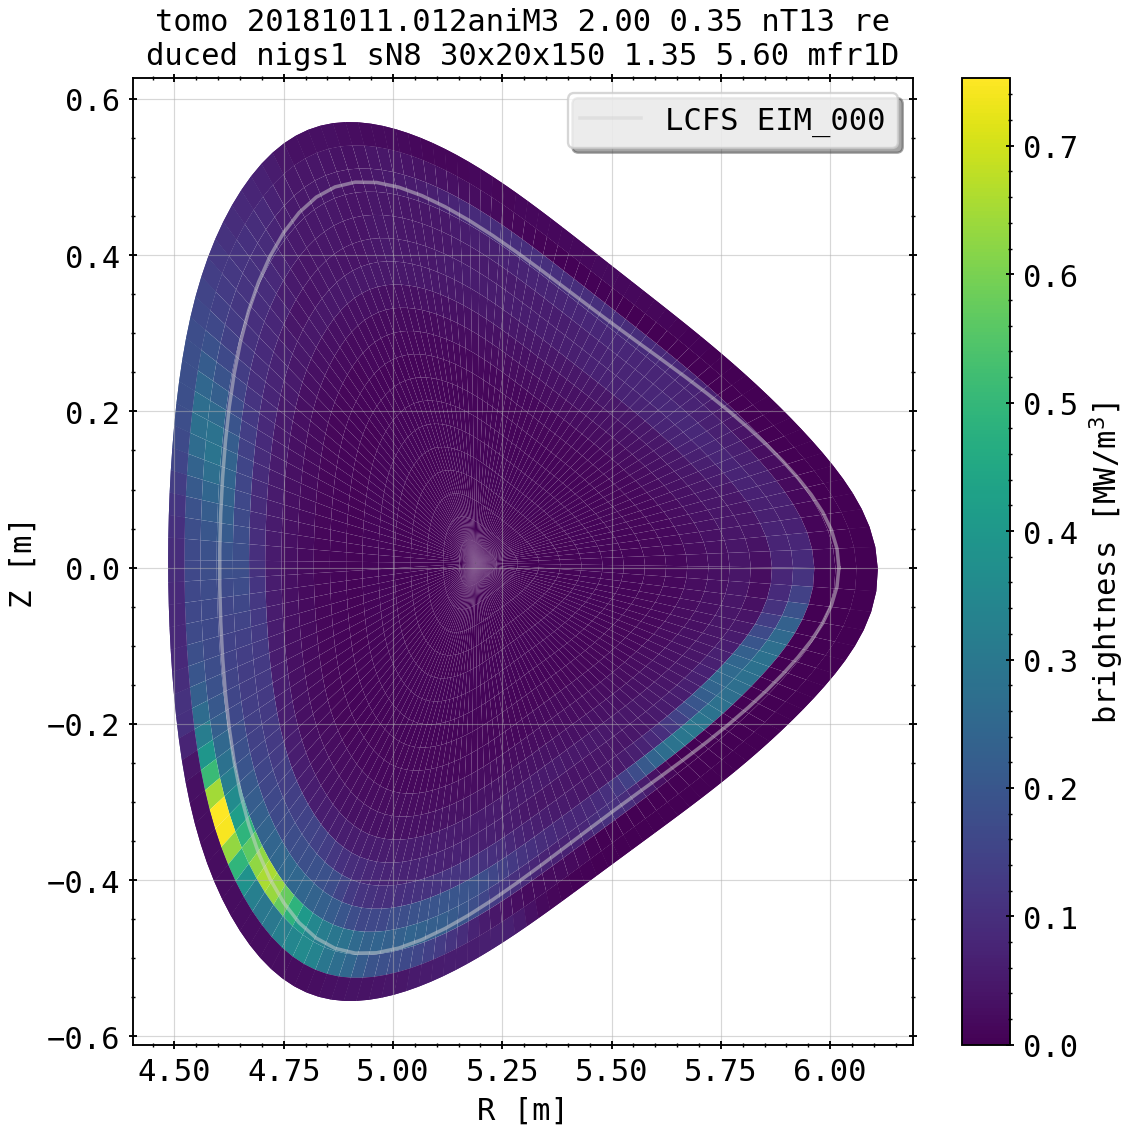 tomo 20181011.012aniM3 2.00 0.35 nT13 re
duced nigs1 sN8 30x20x150 1.35 5.60 mfr1D
LCFS EIM_000
0.6
0.4
0.2
0.0
−0.2
−0.4
−0.6
Z [m]
4.50 4.75 5.00 5.25 5.50 5.75 6.00
R [m]
0.7
0.6
0.5
0.4
0.3
0.2
0.1
0.0
brightness [MW/m³]